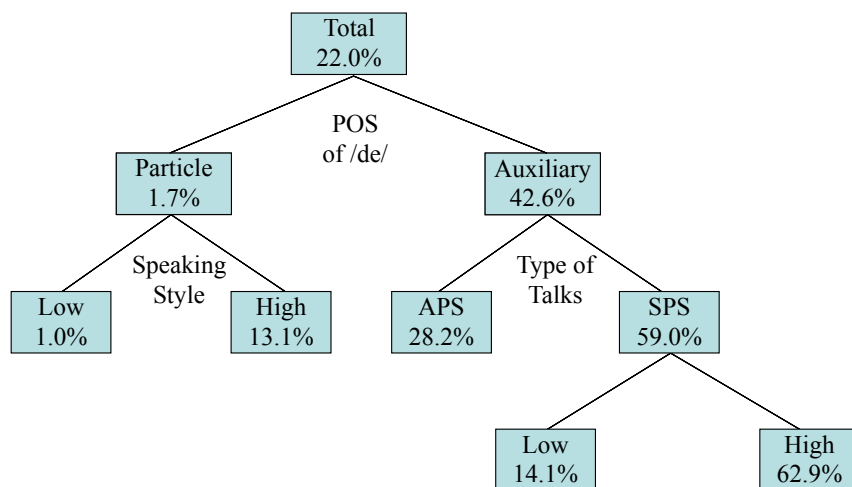 Total
22.0%
POS
of /de/
Particle
1.7%
Auxiliary
42.6%
Speaking
Style
Type of
Talks
Low
1.0%
High
13.1%
APS
28.2%
SPS
59.0%
Low
14.1%
High
62.9%